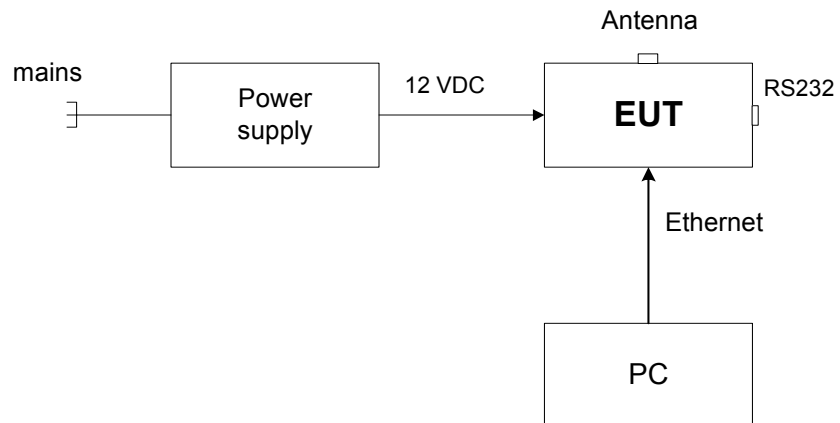 Antenna
mains
Power
supply
12 VDC
EUT
RS232
Ethernet
PC